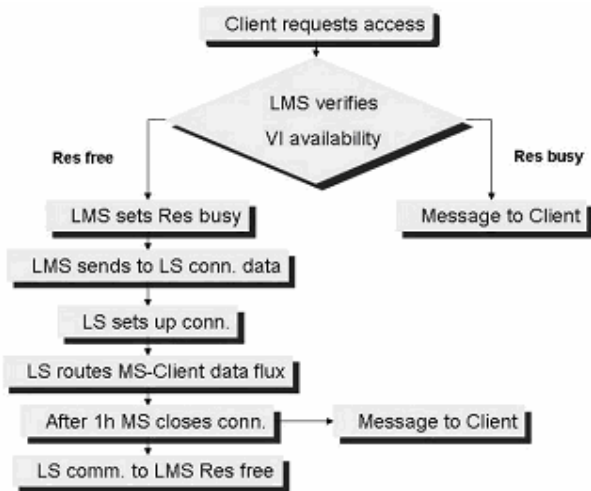 Client requests access
LMS verifies
VI availability
Res free
Res busy
LMS sets Res busy
Message to Client
LMS sends to LS conn. data
LS sets up conn.
LS routes MS-Client data flux
After 1h MS closes conn.
Message to Client
LS comm. to LMS Res free